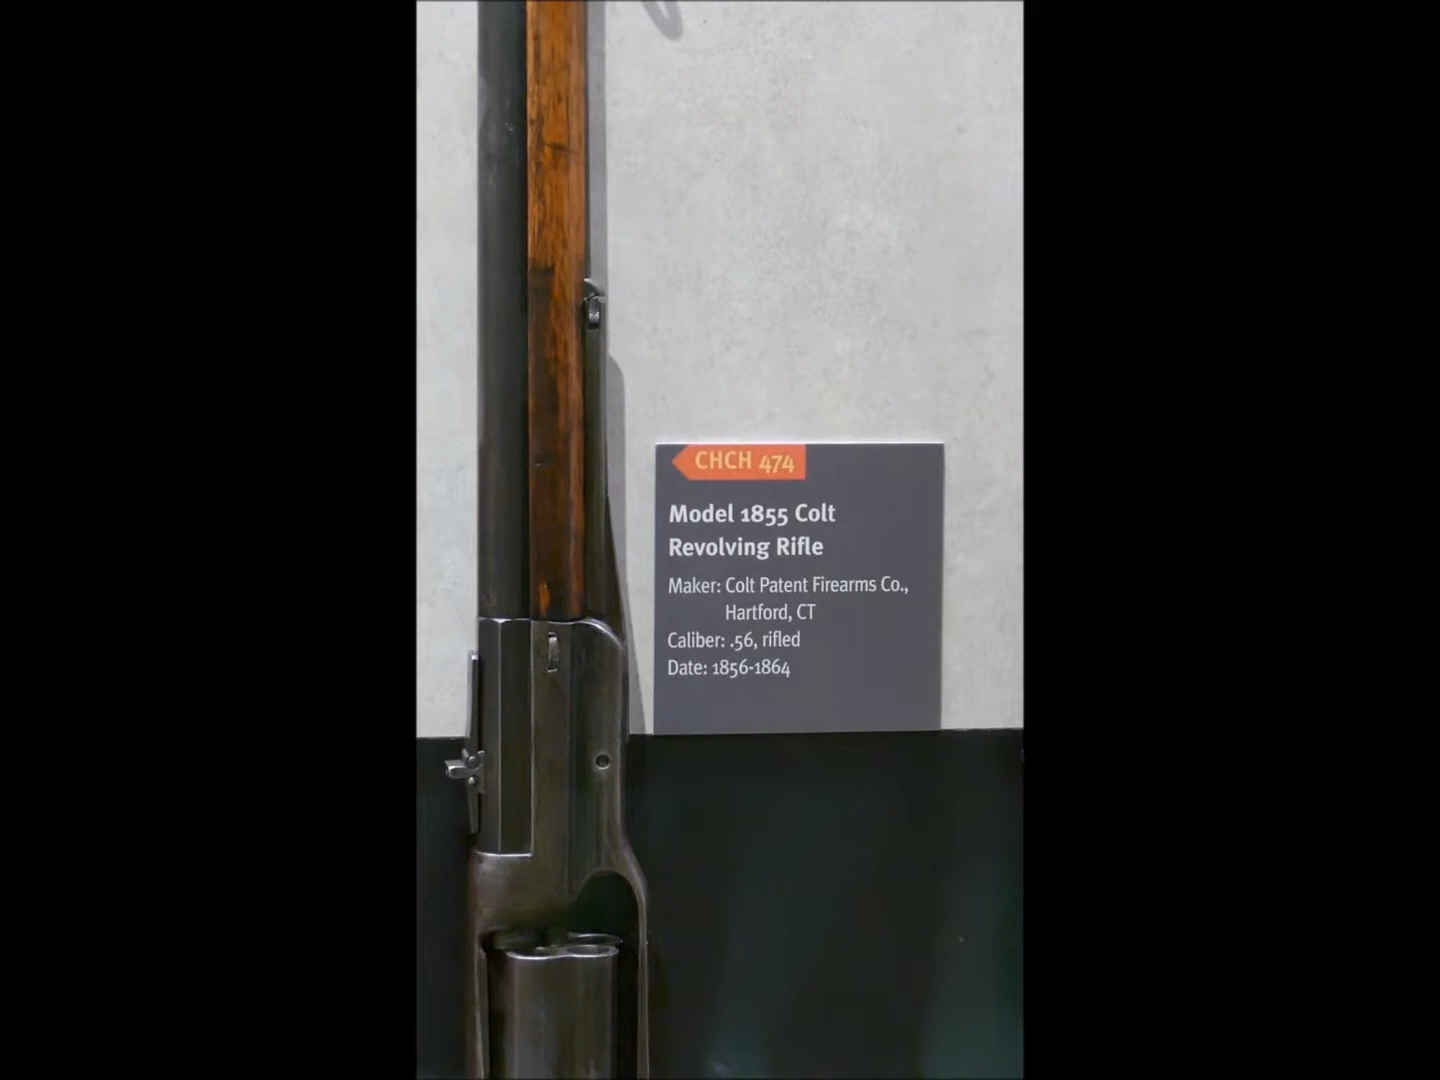 CHCH 474
Model 1855 Colt
Revolving Rifle
Maker: Colt Patent Firearms Co.,
Hartford, CT
Caliber: .56, rifled
Date: 1856-1864